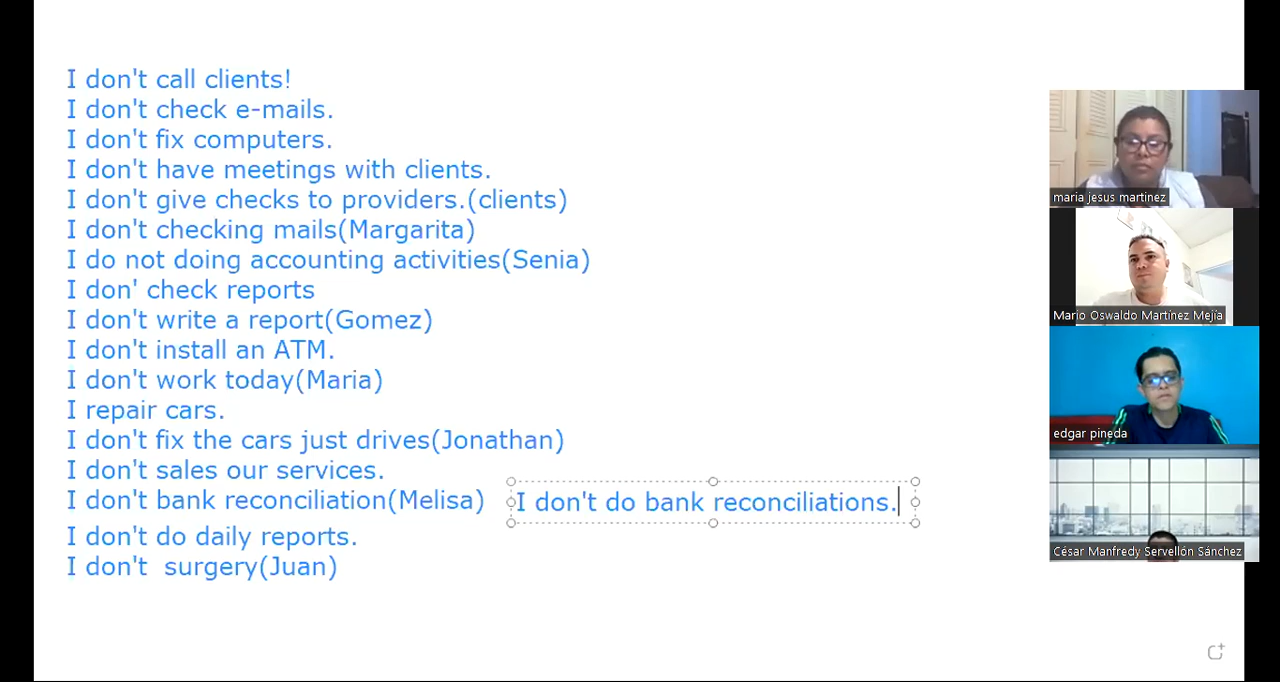 I don't call clients!
I don't check e-mails.
I don't fix computers.
I don't have meetings with clients.
I don't give checks to providers.(clients)
I don't checking mails(Margarita)
I do not doing accounting activities(Senia)
I don' check reports
I don't write a report(Gomez)
I don't install an ATM.
I don't work today(Maria)
I repair cars.
I don't fix the cars just drives(Jonathan)
I don't sales our services.
I don't bank reconciliation(Melisa)
I don't do bank reconciliations.
I don't do daily reports.
I don't  surgery(Juan)
maria jesus martinez
Mario Oswaldo Martínez Mejía
edgar pineda
César Manfredy Servellón Sánchez